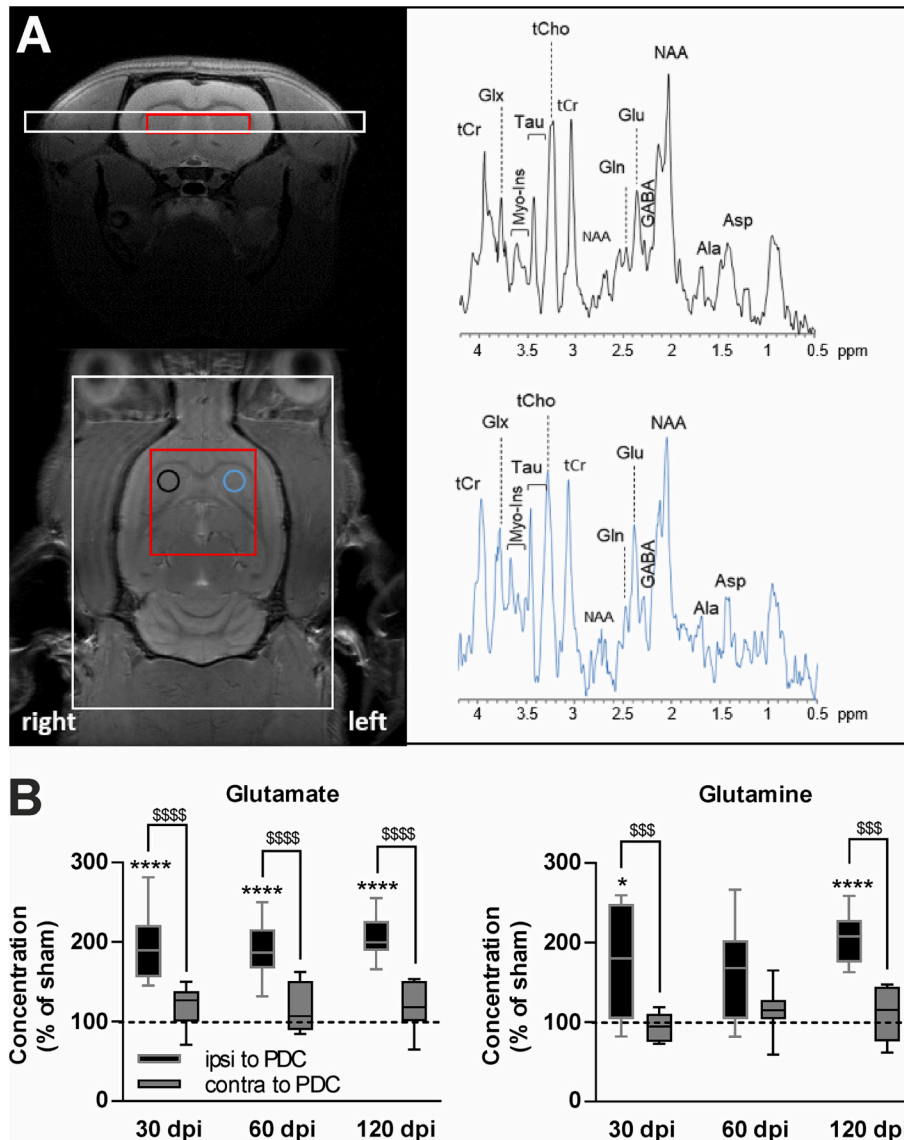 A
tCho
NAA
Glx
tCr
Tau
Glu
tCr
Gln
Myo-Ins
GABA
NAA
Asp
Ala
4 3.5 3 2.5 2 1 1 0.5 ppm
tCho
NAA
Glx
Glu
Tau
tCr
tCr
Myo-Ins
Gln
GABA
Asp
NAA
Ala
4 3.5 3 2.5 2 1 1 0.5 ppm
right left
B
Glutamate
$$$$
$$$$
$$$$
****
****
****
Concentration
(% of sham)
300
200
100
0
ipsi to PDC
contra to PDC
30 dpi 60 dpi 120 dpi
Glutamine
$$$
$$$
*
****
Concentration
(% of sham)
300
200
100
0
30 dpi 60 dpi 120 dp